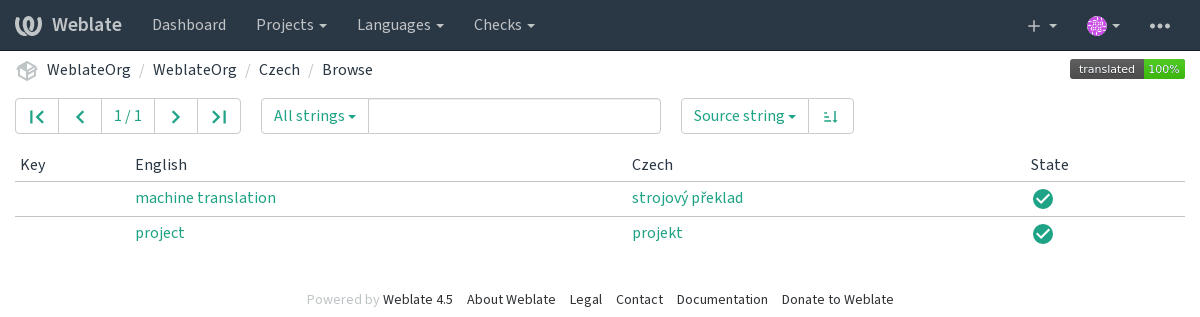 Weblate Dashboard Projects Languages Checks
WeblateOrg / WeblateOrg / Czech / Browse translated 100%
1 / 1 All strings Source string
Key English Czech State
machine translation strojový překlad
project projekt
Powered by Weblate 4.5 About Weblate Legal Contact Documentation Donate to Weblate